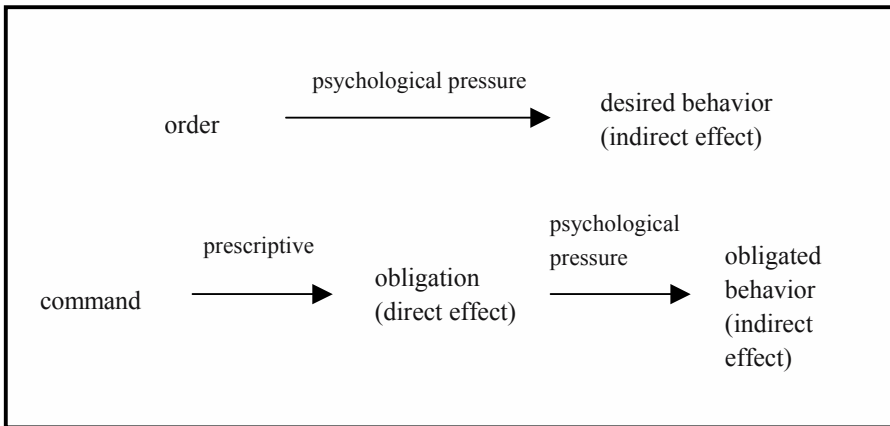 psychological pressure
order
desired behavior
(indirect effect)
prescriptive
psychological
pressure
command
obligation
(direct effect)
obligated
behavior
(indirect
effect)